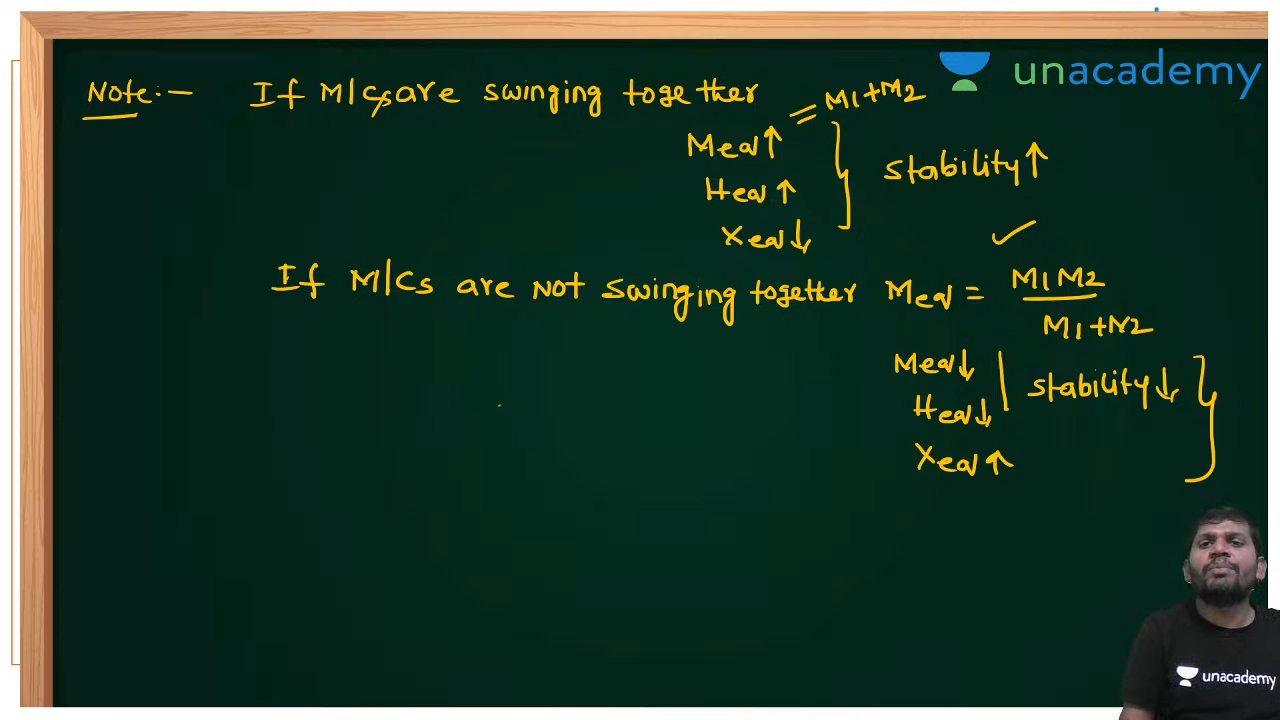 unacademy
Note:- If M/Cs are swinging together = M1+M2
Meq↑
Heq↑
Xeq↓
stability↑
✓
If M/Cs are not swinging together Meq = M1M2
M1+M2
Meq↓
Heq↓
Xeq↑
stability↓
unacademy